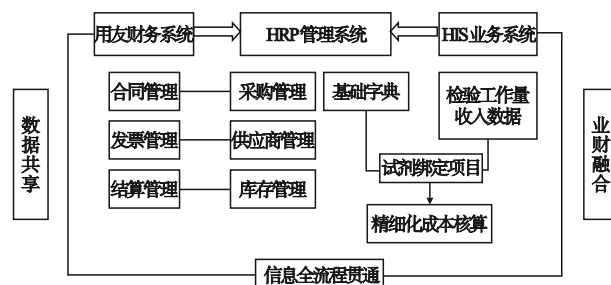 用友财务系统
HRP管理系统
HIS业务系统
合同管理
采购管理
基础字典
检验工作量
收入数据
数据共享
业财融合
发票管理
供应商管理
试剂绑定项目
结算管理
库存管理
精细化成本核算
信息全流程贯通